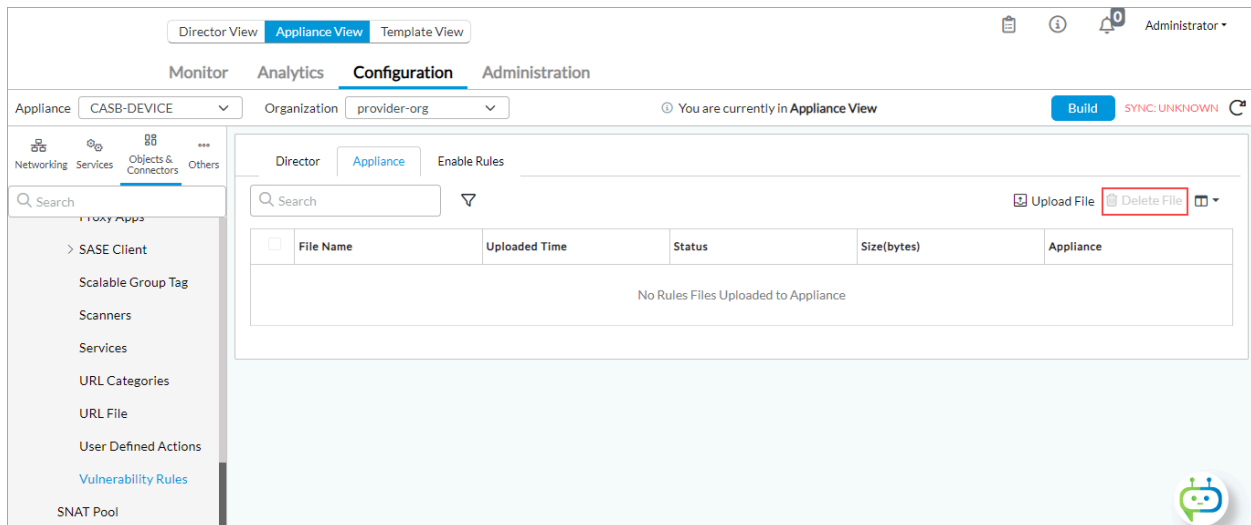 Director View Appliance View Template View 0 Administrator
Monitor Analytics Configuration Administration
Appliance CASB-DEVICE Organization provider-org You are currently in Appliance View Build SYNC: UNKNOWN
Networking Services Objects & Connectors Others
Search
Proxy Apps
SASE Client
Scalable Group Tag
Scanners
Services
URL Categories
URL File
User Defined Actions
Vulnerability Rules
SNAT Pool
Director Appliance Enable Rules
Search Upload File Delete File
File Name Uploaded Time Status Size(bytes) Appliance
No Rules Files Uploaded to Appliance